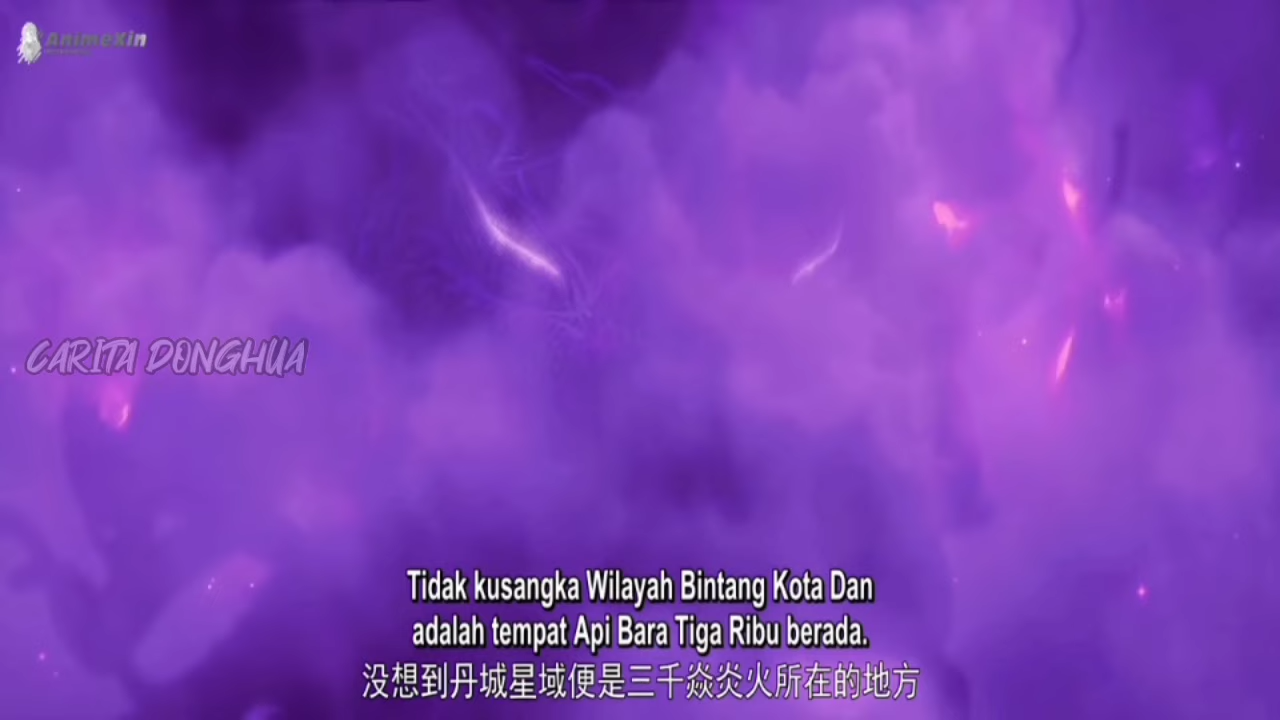 AnimeXin
CARITA DONGHUA
Tidak kusangka Wilayah Bintang Kota Dan
adalah tempat Api Bara Tiga Ribu berada.
没想到丹城星域便是三千焱炎火所在的地方